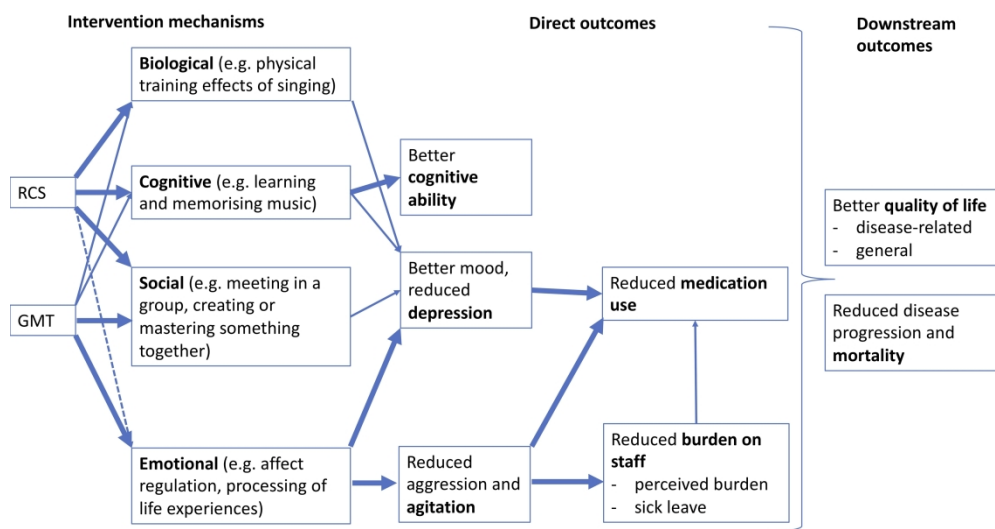 Intervention mechanisms
Direct outcomes
Downstream
outcomes
RCS
GMT
Biological (e.g. physical
training effects of singing)
Cognitive (e.g. learning
and memorising music)
Social (e.g. meeting in a
group, creating or
mastering something
together)
Emotional (e.g. affect
regulation, processing of
life experiences)
Better
cognitive
ability
Better mood,
reduced
depression
Reduced
aggression and
agitation
Reduced medication
use
Reduced burden on
staff
- perceived burden
- sick leave
Better quality of life
- disease-related
- general
Reduced disease
progression and
mortality